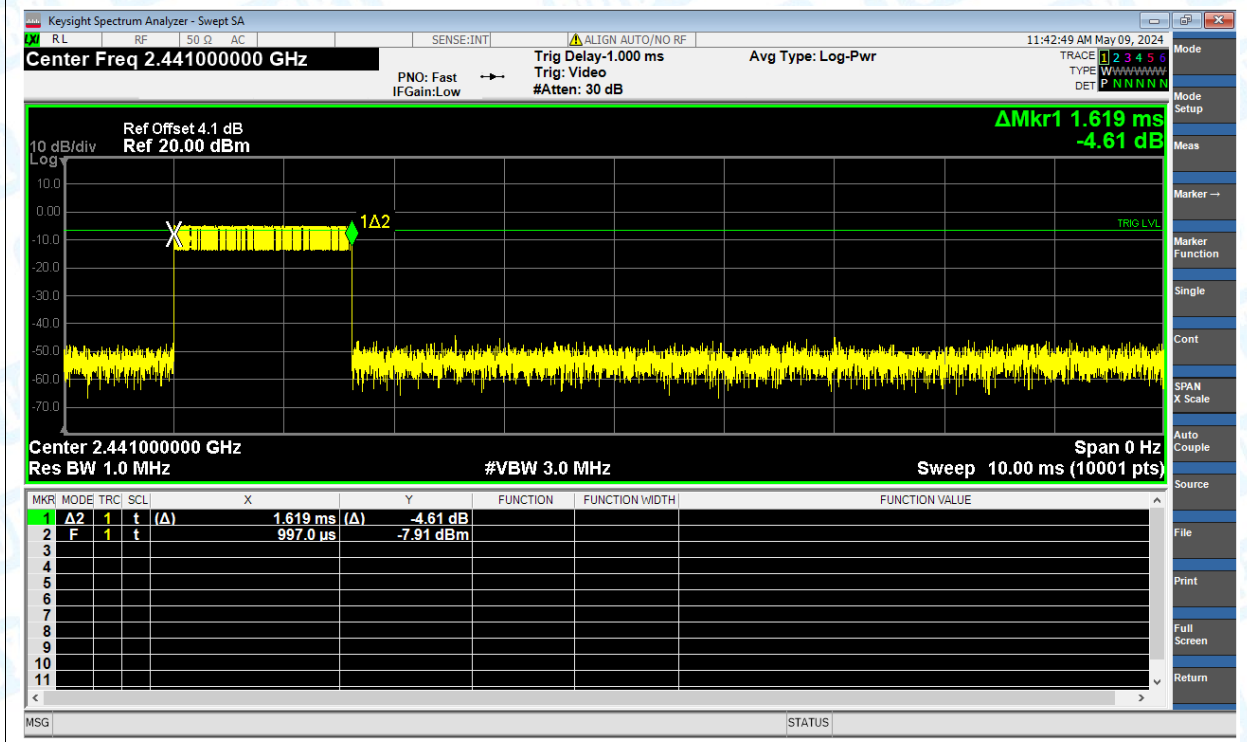 Keysight Spectrum Analyzer - Swept SA
LXI RL RF 50 Ω AC SENSE:INT ALIGN AUTO/NO RF 11:42:49 AM May 09, 2024
Center Freq 2.441000000 GHz
PNO: Fast
IFGain:Low
Trig Delay-1.000 ms
Trig: Video
#Atten: 30 dB
Avg Type: Log-Pwr
TRACE 1 2 3 4 5 6
TYPE WWWWWW
DET P N N N N N
ΔMkr1 1.619 ms
-4.61 dB
Ref Offset 4.1 dB
10 dB/div Ref 20.00 dBm
Log
10.0
0.00
-10.0
-20.0
-30.0
-40.0
-50.0
-60.0
-70.0
X
1Δ2
TRIG LVL
Center 2.441000000 GHz Span 0 Hz
Res BW 1.0 MHz #VBW 3.0 MHz Sweep 10.00 ms (10001 pts)
MKR MODE TRC SCL X Y FUNCTION FUNCTION WIDTH FUNCTION VALUE
1 Δ2 1 t (Δ) 1.619 ms (Δ) -4.61 dB
2 F 1 t 997.0 µs -7.91 dBm
3
4
5
6
7
8
9
10
11
MSG STATUS
Mode
Mode Setup
Meas
Marker →
Marker Function
Single
Cont
SPAN X Scale
Auto Couple
Source
File
Print
Full Screen
Return